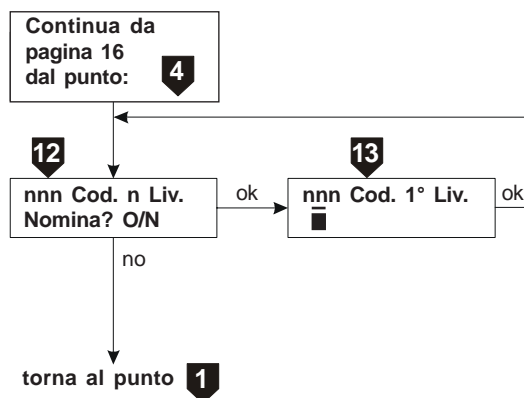 Continua da
pagina 16
dal punto: 4
12
13
nnn Cod. n Liv.
Nomina? O/N
ok
nnn Cod. 1° Liv.
ok
no
torna al punto 1